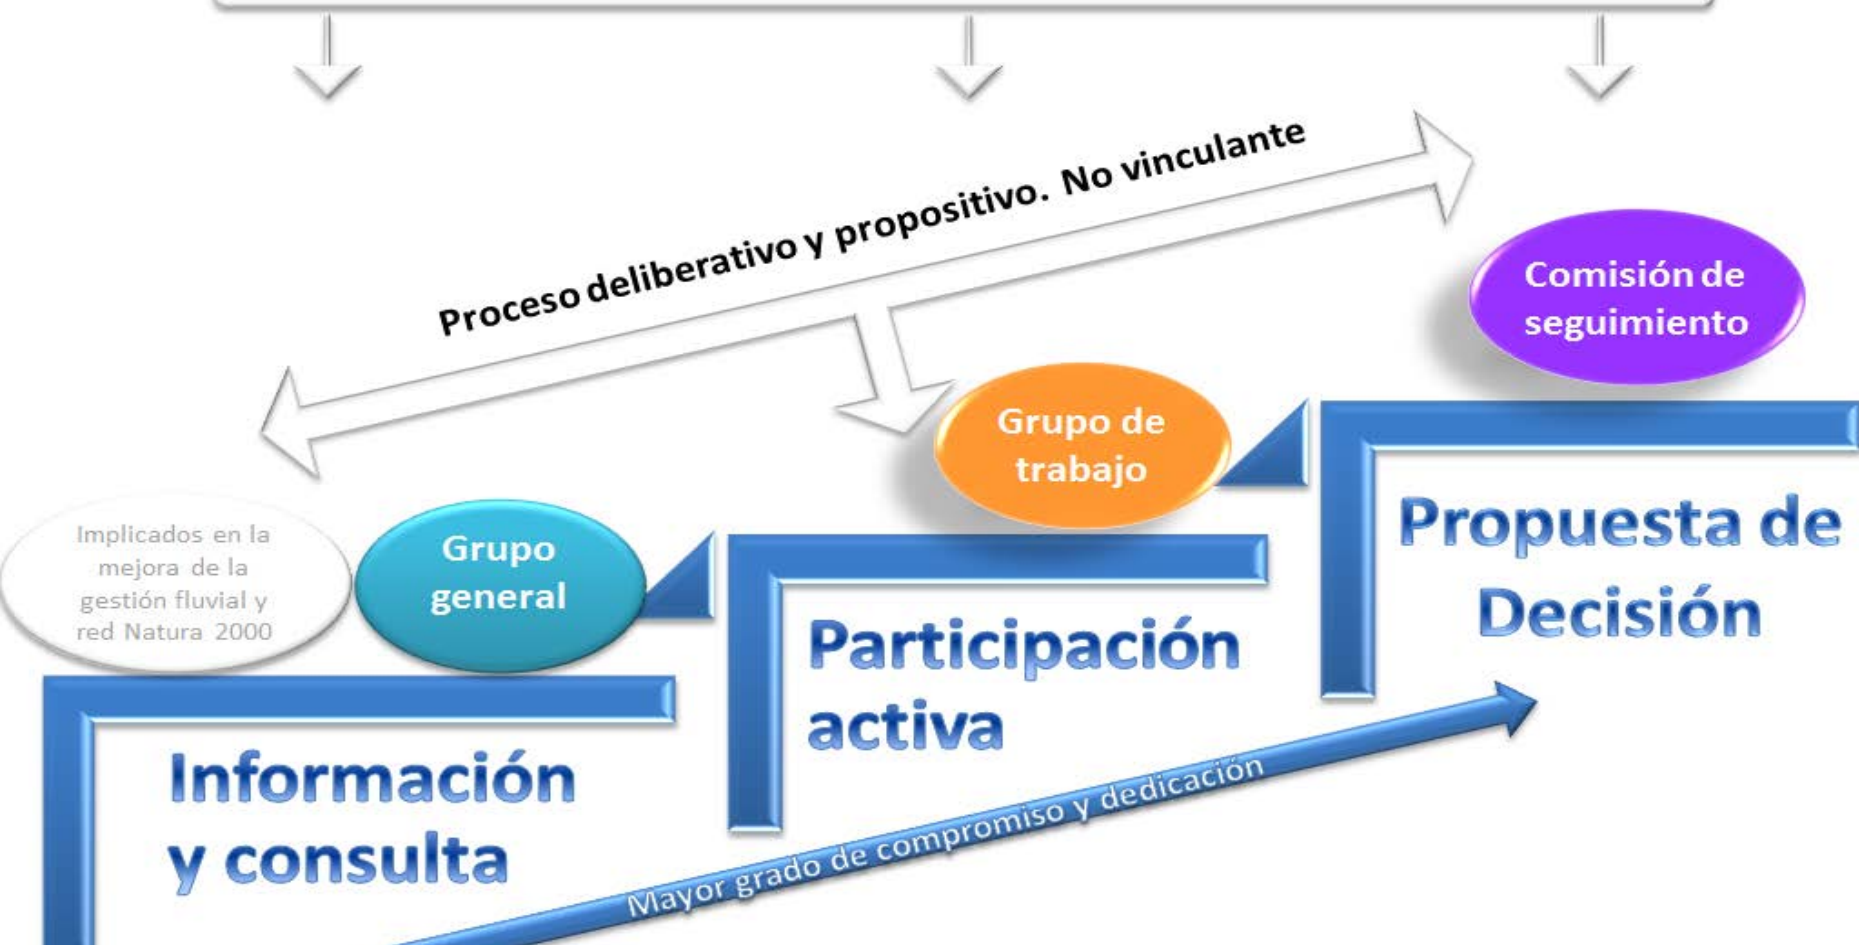 Proceso deliberativo y propositivo. No vinculante
Comisión de
seguimiento
Grupo de
trabajo
Implicados en la
mejora de la
gestión fluvial y
red Natura 2000
Grupo
general
Propuesta de
Decisión
Participación
activa
Información
y consulta
Mayor grado de compromiso y dedicación